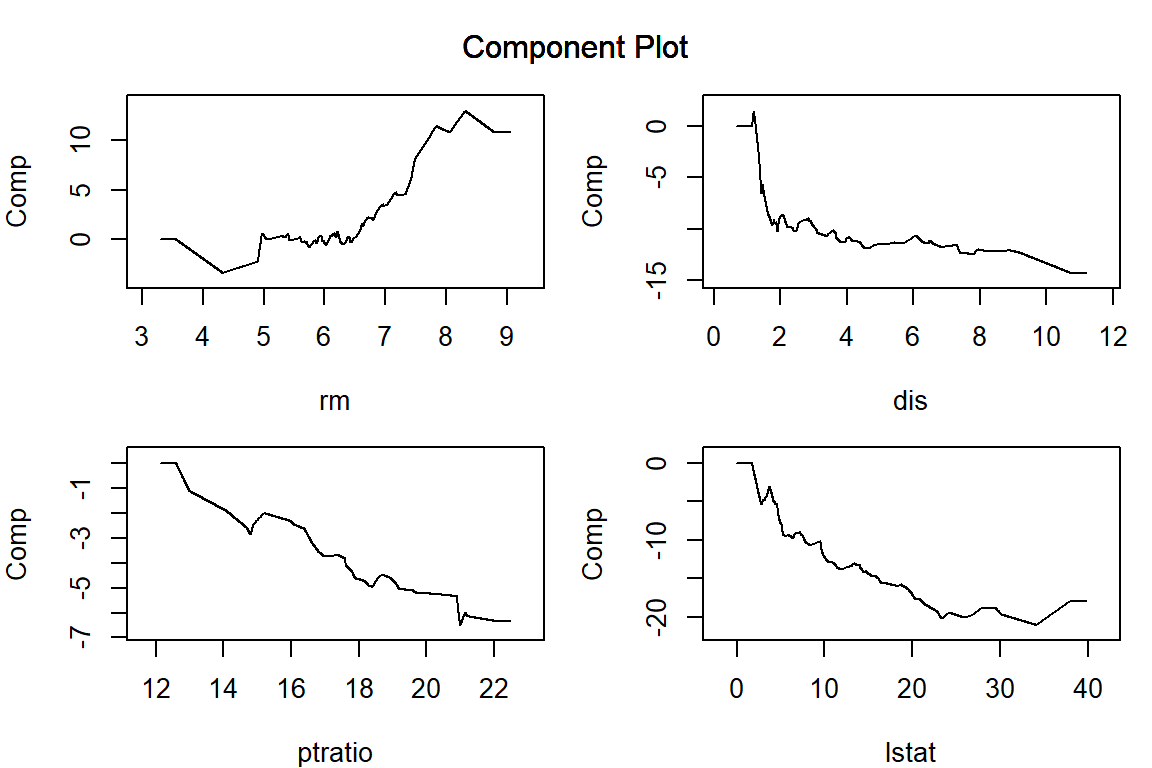 Component Plot
Comp
10
5
0
3 4 5 6 7 8 9
rm
Comp
0
-5
-15
0 2 4 6 8 10 12
dis
Comp
-1
-3
-5
-7
12 14 16 18 20 22
ptratio
Comp
0
-10
-20
0 10 20 30 40
lstat